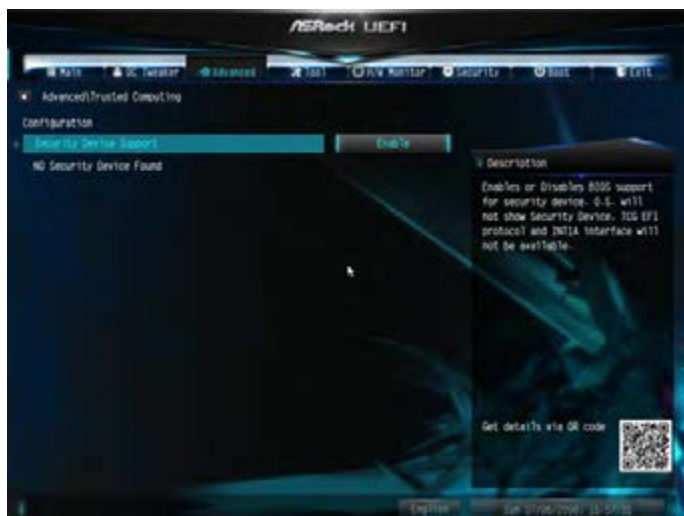 ASRock UEFI
Main
OC Tweaker
Advanced
Tool
H/W Monitor
Security
Boot
Exit
Advanced\Trusted Computing
Configuration
Security Device Support
Enable
NO Security Device Found
Description
Enables or Disables BIOS support
for security device. O.S. will
not show Security Device. TCG EFI
protocol and INT1A interface will
not be available.
Get details via QR code
English
Sun